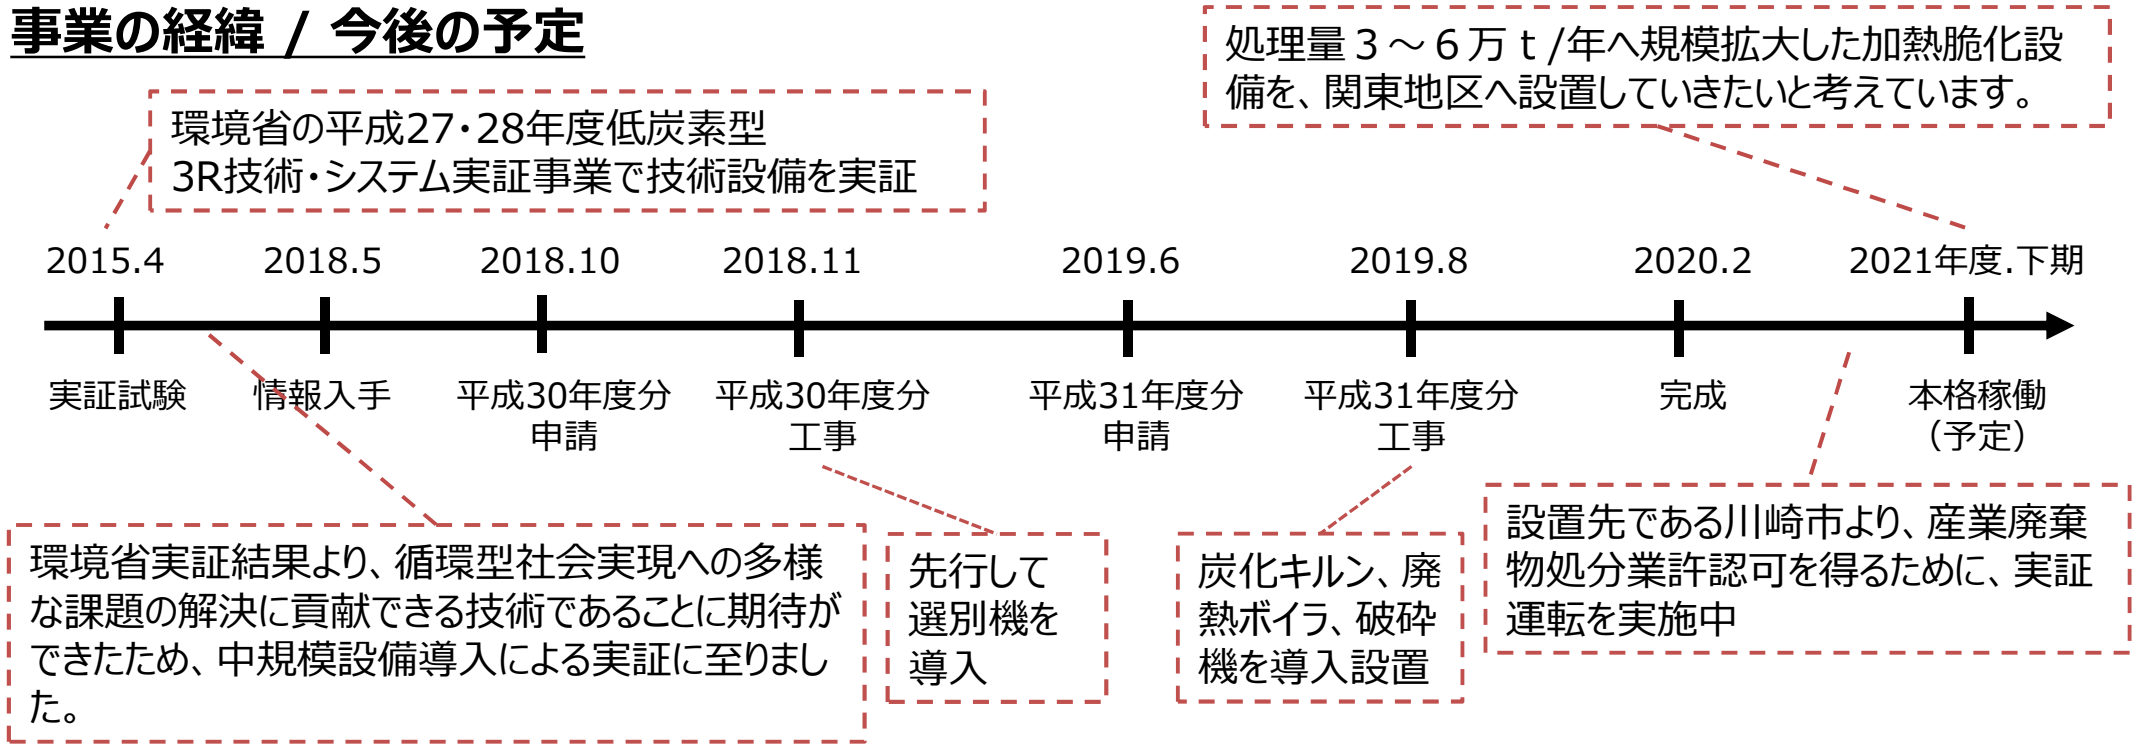 事業の経緯 / 今後の予定
処理量３～６万ｔ/年へ規模拡大した加熱脆化設
備を、関東地区へ設置していきたいと考えています。
環境省の平成27・28年度低炭素型
3R技術・システム実証事業で技術設備を実証
2015.4 2018.5 2018.10 2018.11 2019.6 2019.8 2020.2 2021年度.下期
実証試験 情報入手 平成30年度分 平成30年度分 平成31年度分 平成31年度分 完成 本格稼働
申請 工事 申請 工事 （予定）
環境省実証結果より、循環型社会実現への多様
な課題の解決に貢献できる技術であることに期待が
できたため、中規模設備導入による実証に至りまし
た。
先行して
選別機を
導入
炭化キルン、廃
熱ボイラ、破砕
機を導入設置
設置先である川崎市より、産業廃棄
物処分業許認可を得るために、実証
運転を実施中